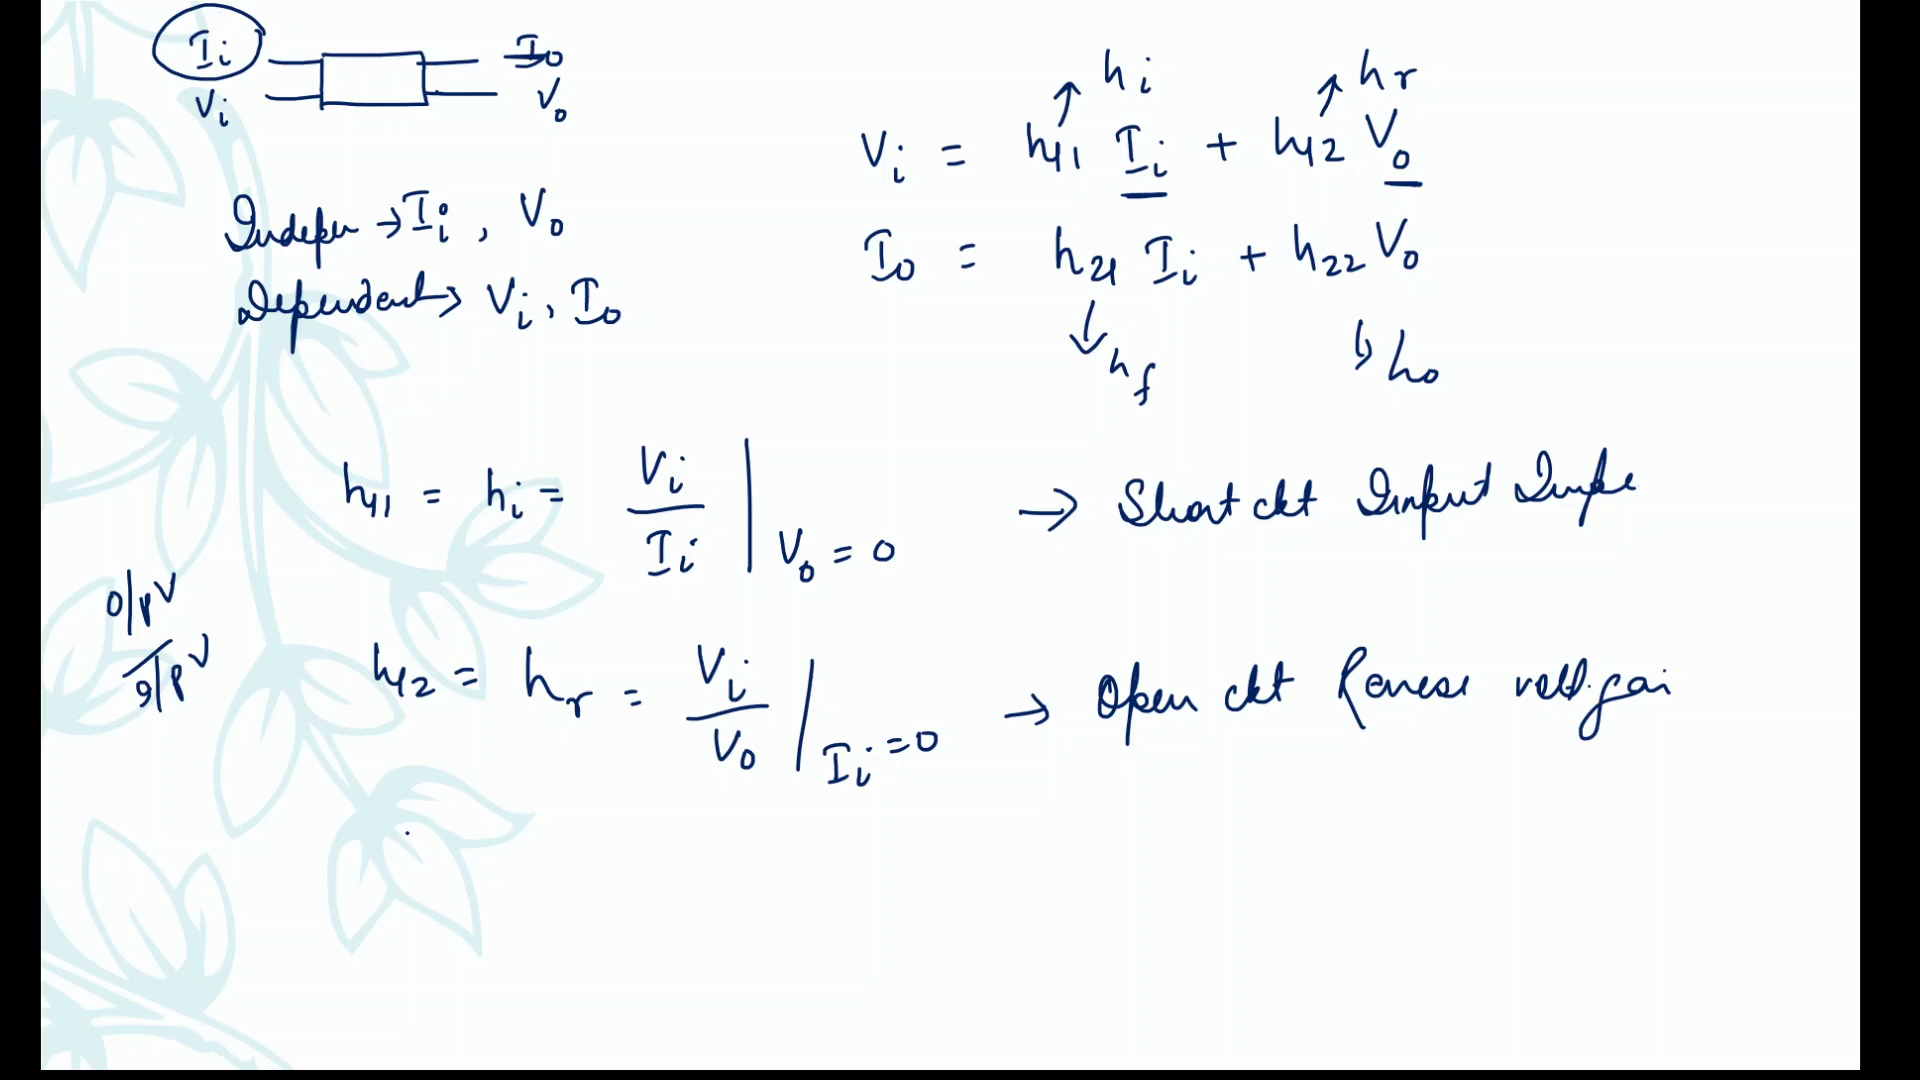 Ii Io
Vi Vo
Indepen → Ii , Vo
Dependent → Vi, Io
hi hr
Vi = h11 Ii + h12 Vo
Io = h21 Ii + h22 Vo
hf ho
h11 = hi = Vi / Ii | Vo = 0 → Short ckt Input Impe
o/p V
h12 = hr = Vi / Vo | Ii = 0 → Open ckt Reverse volt. gai